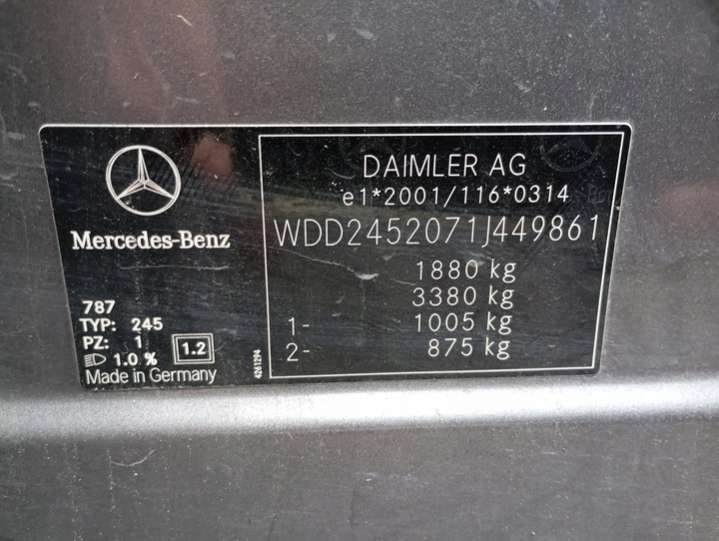 Mercedes-Benz
787
TYP: 245
PZ: 1
1.0 %
1.2
Made in Germany
4261294
DAIMLER AG
e1*2001/116*0314
WDD2452071J449861
1880 kg
3380 kg
1- 1005 kg
2- 875 kg